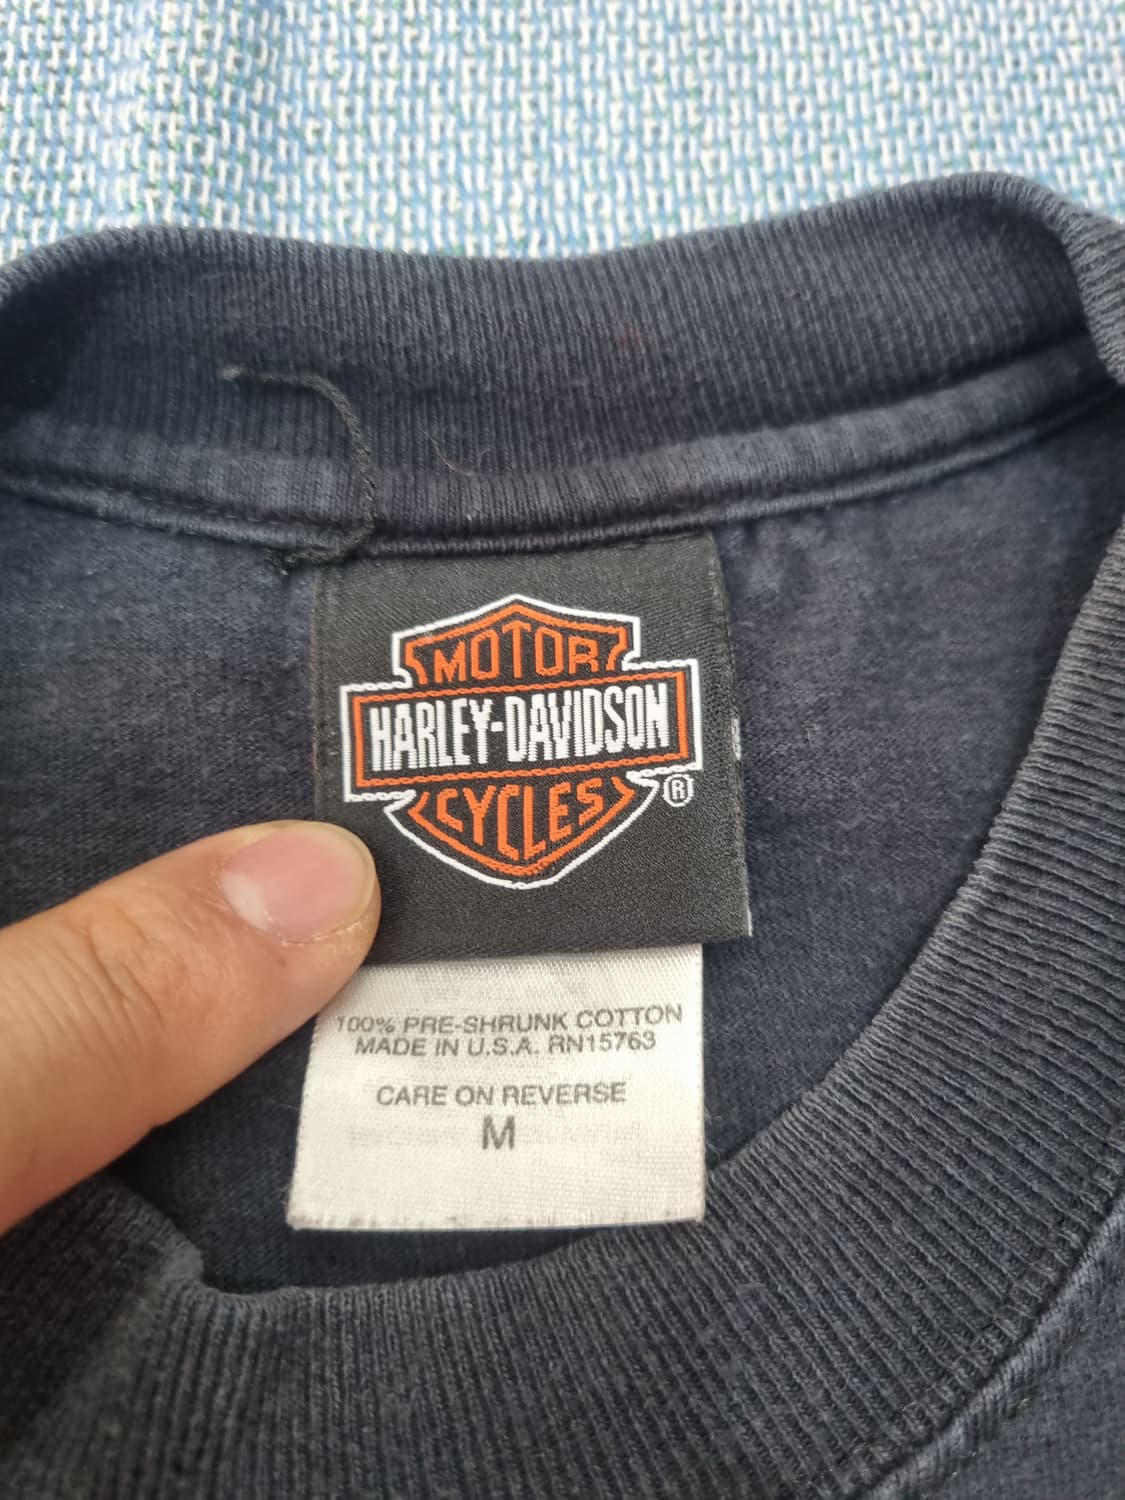 MOTOR
HARLEY-DAVIDSON
CYCLES
®
100% PRE-SHRUNK COTTON
MADE IN U.S.A. RN15763
CARE ON REVERSE
M